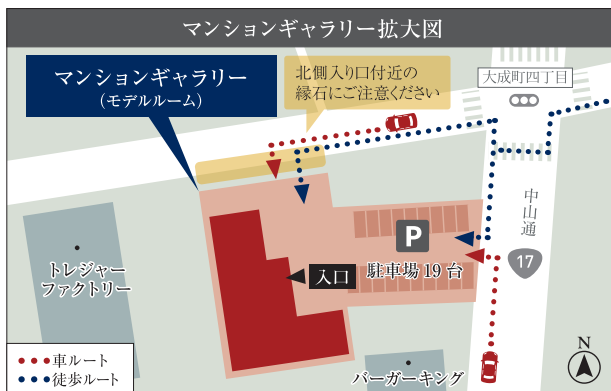 マンションギャラリー拡大図
マンションギャラリー
(モデルルーム)
北側入り口付近の
縁石にご注意ください
大成町四丁目
中山通
17
P
駐車場19台
入口
トレジャー
ファクトリー
バーガーキング
車ルート
徒歩ルート
N